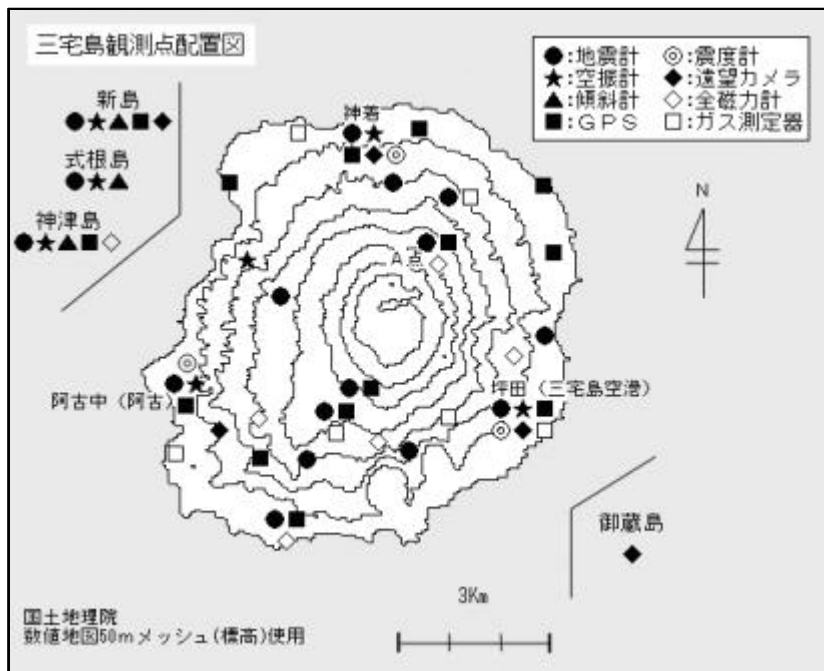 三宅島観測点配置図
●:地震計 ◎:震度計
★:空振計 ◆:遠望カメラ
▲:傾斜計 ◇:全磁力計
■:GPS □:ガス測定器
新島
式根島
神津島
神着
N
A点
阿古中(阿古)
坪田(三宅島空港)
御蔵島
3Km
国土地理院
数値地図50mメッシュ(標高)使用